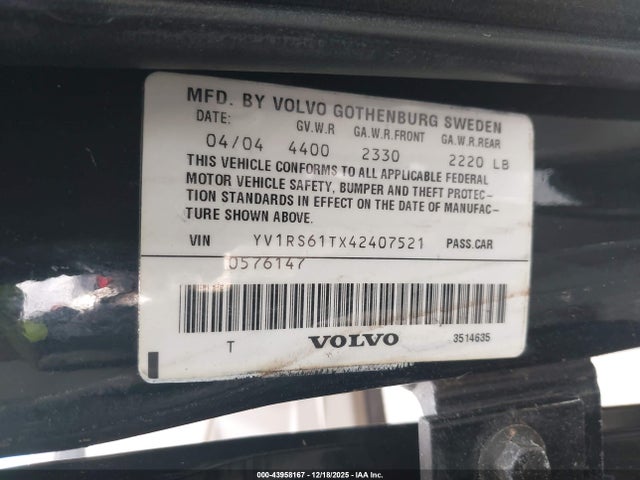 MFD. BY VOLVO GOTHENBURG SWEDEN
DATE: GV.W.R GA.W.R.FRONT GA.W.R.REAR
04/04 4400 2330 2220 LB
THIS VEHICLE CONFORMS TO ALL APPLICABLE FEDERAL
MOTOR VEHICLE SAFETY, BUMPER AND THEFT PROTEC-
TION STANDARDS IN EFFECT ON THE DATE OF MANUFAC-
TURE SHOWN ABOVE.
VIN YV1RS61TX42407521 PASS.CAR
0576147
T VOLVO 3514635
000-43958167 - 12/18/2025 - IAA Inc.